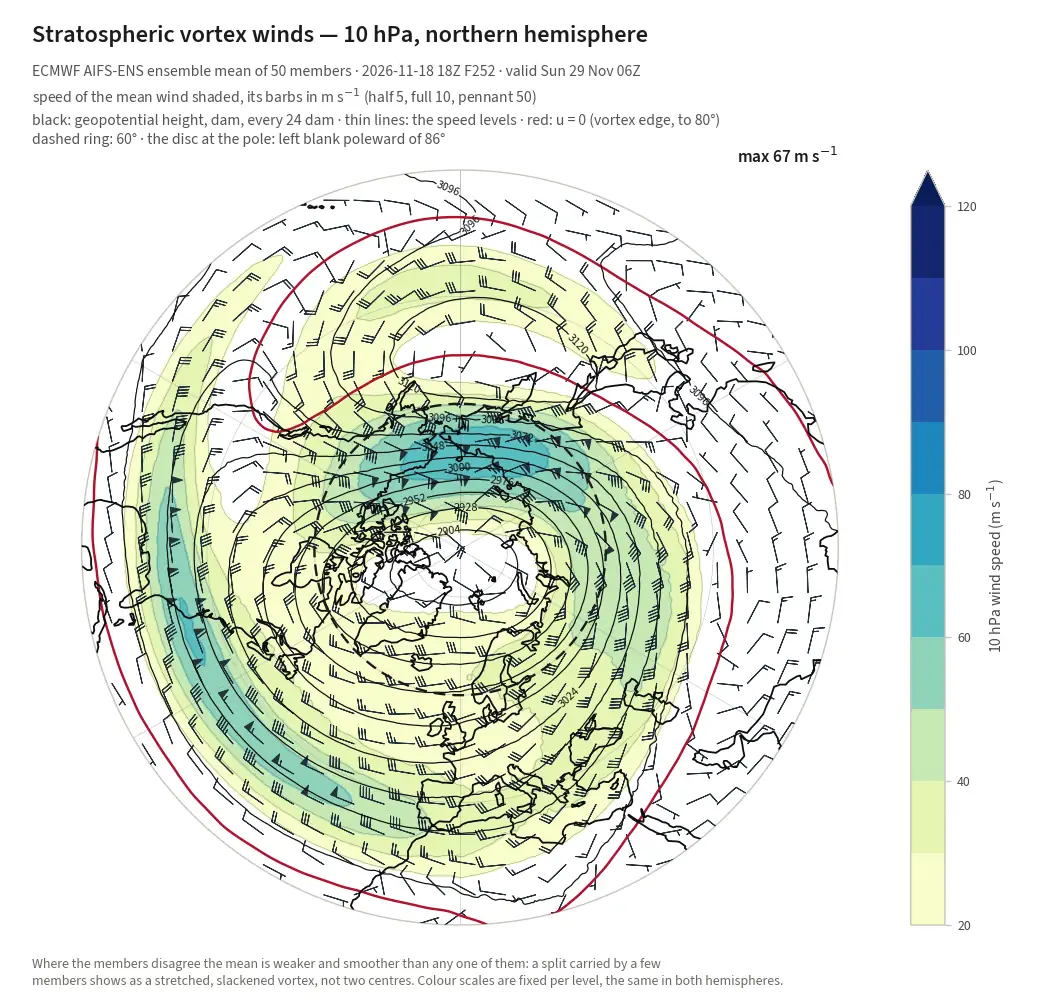 Stratospheric vortex winds — 10 hPa, northern hemisphere
ECMWF AIFS-ENS ensemble mean of 50 members · 2026-11-18 18Z F252 · valid Sun 29 Nov 06Z
speed of the mean wind shaded, its barbs in m s⁻¹ (half 5, full 10, pennant 50)
black: geopotential height, dam, every 24 dam · thin lines: the speed levels · red: u = 0 (vortex edge, to 80°)
dashed ring: 60° · the disc at the pole: left blank poleward of 86°
max 67 m s⁻¹
3096
3096
120
3120
3096
3096
3000
2952
2928
2904
3024
100
80
60
40
20
10 hPa wind speed (m s⁻¹)
Where the members disagree the mean is weaker and smoother than any one of them: a split carried by a few
members shows as a stretched, slackened vortex, not two centres. Colour scales are fixed per level, the same in both hemispheres.